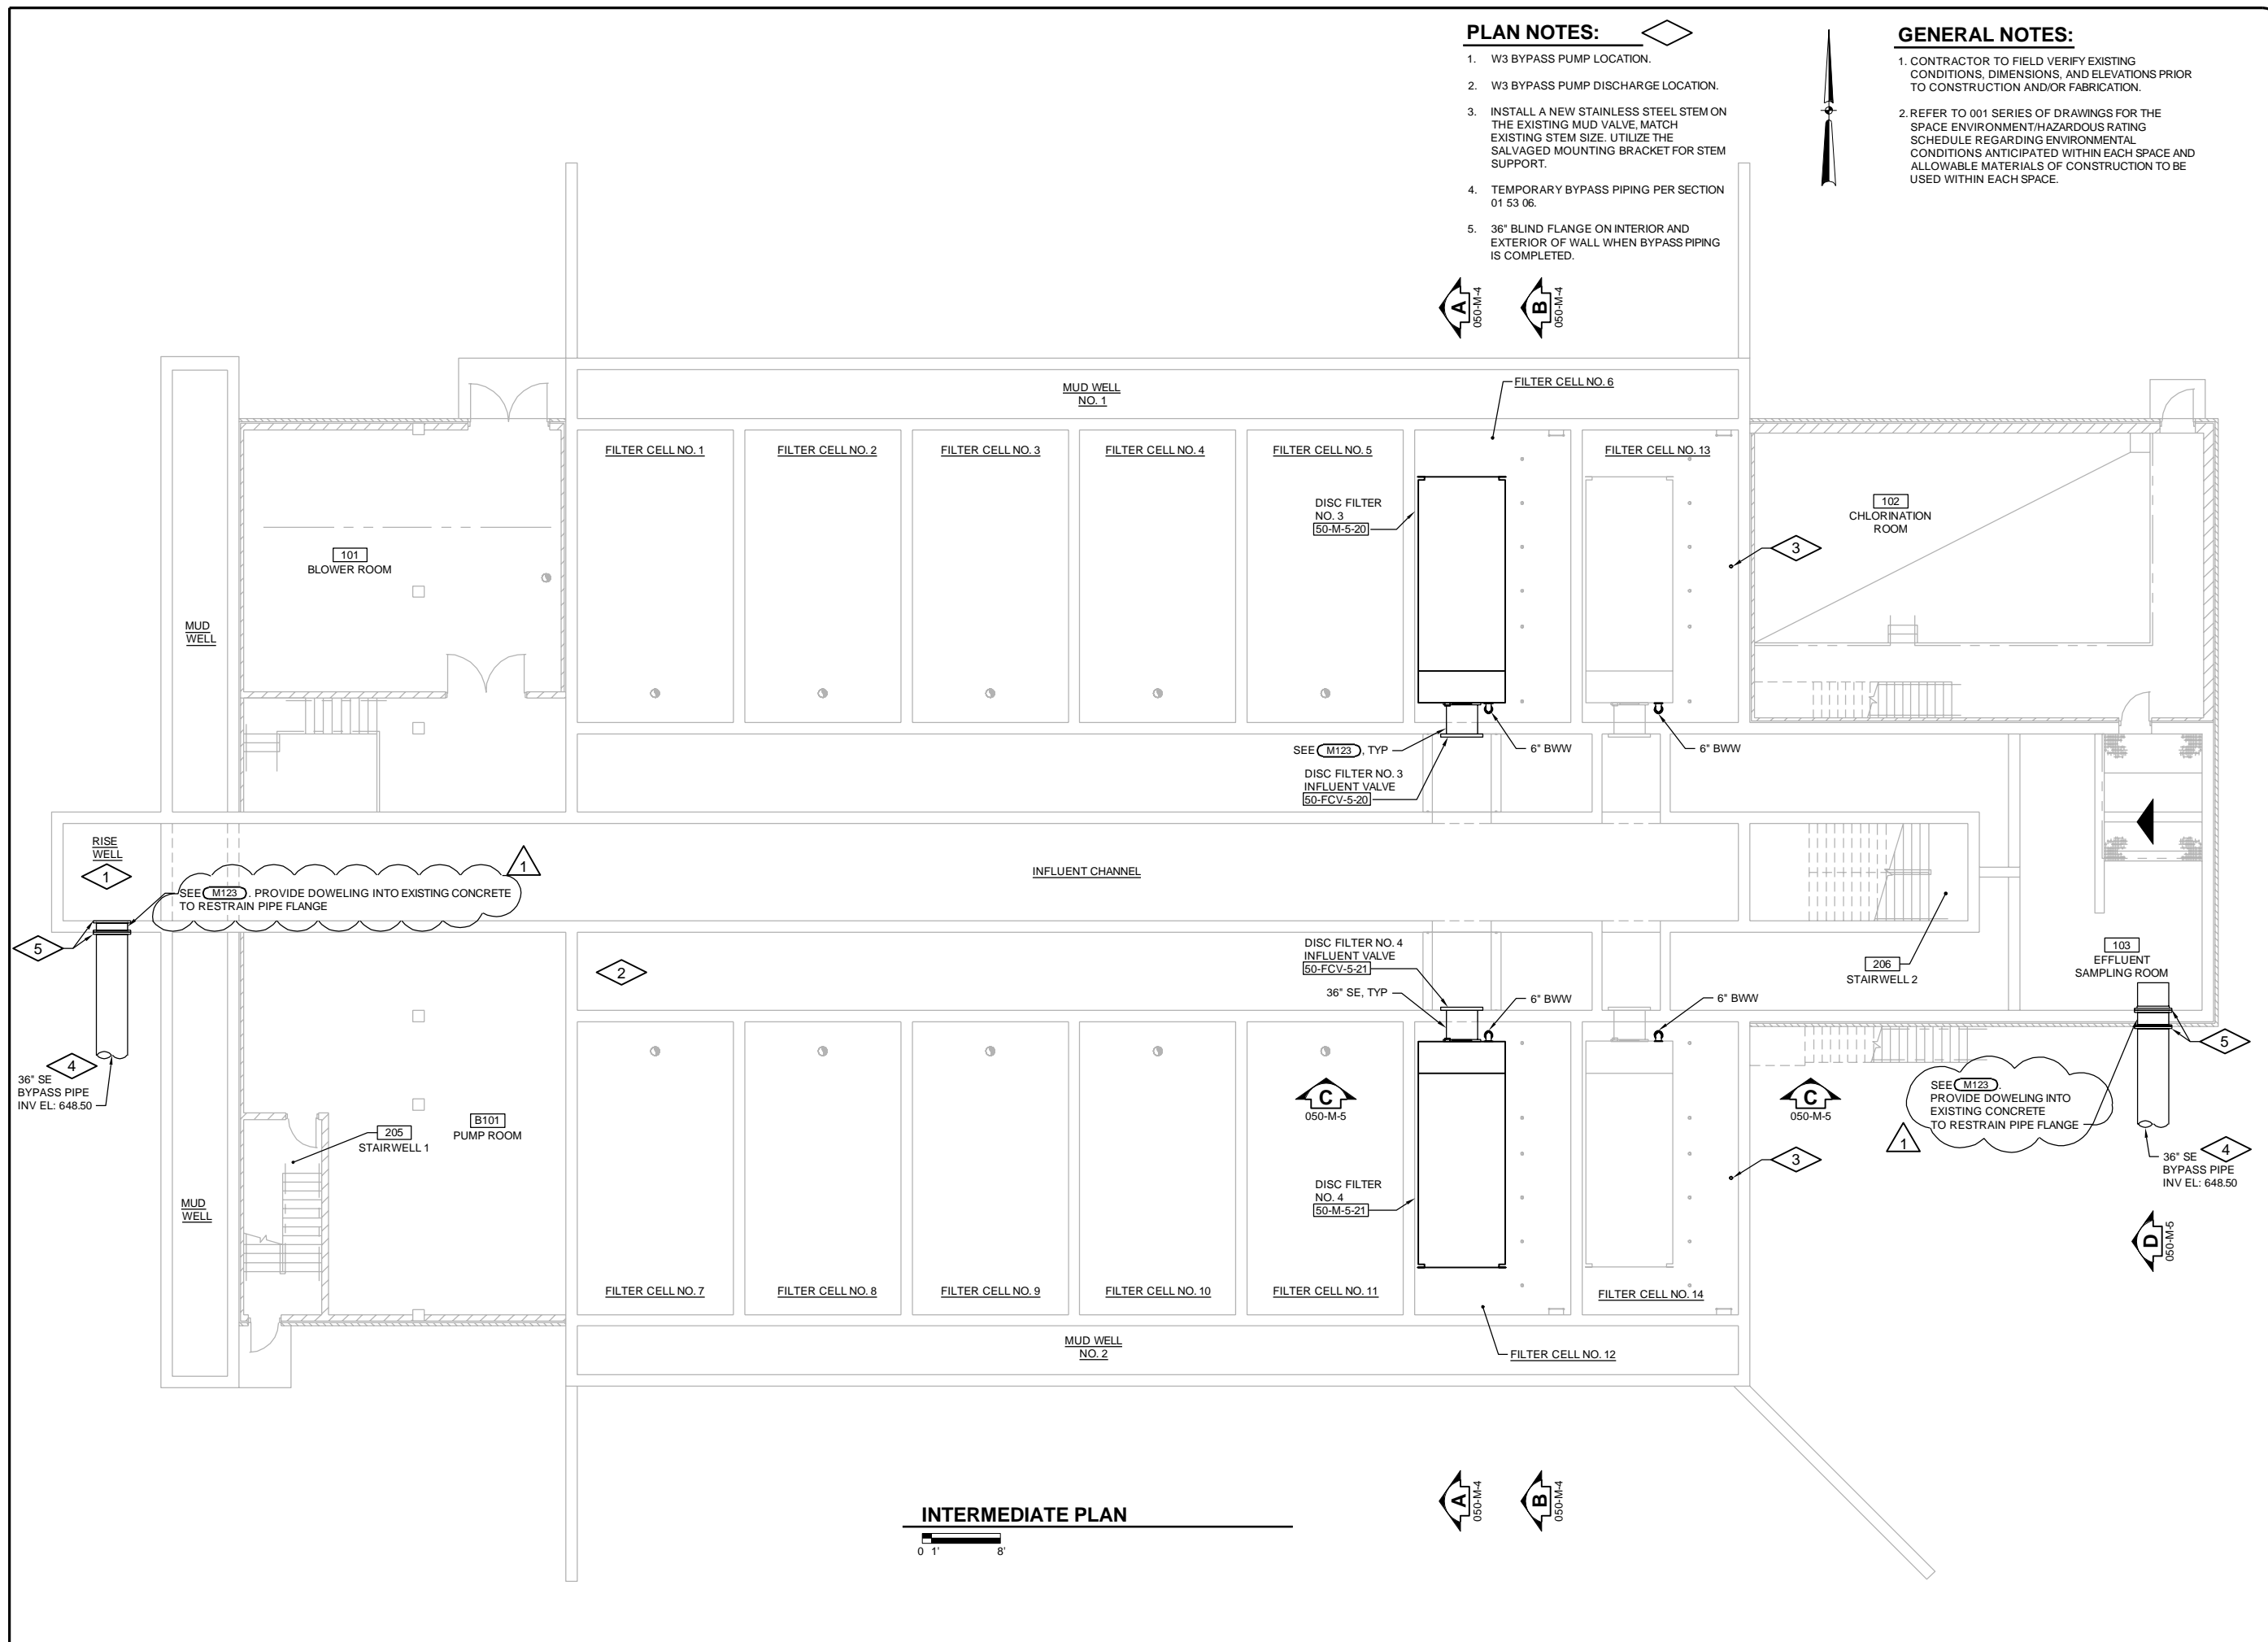 PLAN NOTES:
1. W3 BYPASS PUMP LOCATION.
2. W3 BYPASS PUMP DISCHARGE LOCATION.
3. INSTALL A NEW STAINLESS STEEL STEM ON
THE EXISTING MUD VALVE, MATCH
EXISTING STEM SIZE. UTILIZE THE
SALVAGED MOUNTING BRACKET FOR STEM
SUPPORT.
4. TEMPORARY BYPASS PIPING PER SECTION
01 53 06.
5. 36" BLIND FLANGE ON INTERIOR AND
EXTERIOR OF WALL WHEN BYPASS PIPING
IS COMPLETED.
GENERAL NOTES:
1. CONTRACTOR TO FIELD VERIFY EXISTING
CONDITIONS, DIMENSIONS, AND ELEVATIONS PRIOR
TO CONSTRUCTION AND/OR FABRICATION.
2. REFER TO 001 SERIES OF DRAWINGS FOR THE
SPACE ENVIRONMENT/HAZARDOUS RATING
SCHEDULE REGARDING ENVIRONMENTAL
CONDITIONS ANTICIPATED WITHIN EACH SPACE AND
ALLOWABLE MATERIALS OF CONSTRUCTION TO BE
USED WITHIN EACH SPACE.
A
050-M-4
B
050-M-4
MUD WELL
NO. 1
FILTER CELL NO. 6
FILTER CELL NO. 1
FILTER CELL NO. 2
FILTER CELL NO. 3
FILTER CELL NO. 4
FILTER CELL NO. 5
FILTER CELL NO. 13
DISC FILTER
NO. 3
50-M-5-20
102
CHLORINATION
ROOM
3
101
BLOWER ROOM
MUD
WELL
SEE M123, TYP
6" BWW
6" BWW
DISC FILTER NO. 3
INFLUENT VALVE
50-FCV-5-20
RISE
WELL
1
1
SEE M123. PROVIDE DOWELING INTO EXISTING CONCRETE
TO RESTRAIN PIPE FLANGE
INFLUENT CHANNEL
5
2
DISC FILTER NO. 4
INFLUENT VALVE
50-FCV-5-21
36" SE, TYP
6" BWW
6" BWW
206
STAIRWELL 2
103
EFFLUENT
SAMPLING ROOM
5
4
36" SE
BYPASS PIPE
INV EL: 648.50
205
STAIRWELL 1
B101
PUMP ROOM
C
050-M-5
C
050-M-5
SEE M123.
PROVIDE DOWELING INTO
EXISTING CONCRETE
TO RESTRAIN PIPE FLANGE
1
4
36" SE
BYPASS PIPE
INV EL: 648.50
3
MUD
WELL
DISC FILTER
NO. 4
50-M-5-21
D
050-M-5
FILTER CELL NO. 7
FILTER CELL NO. 8
FILTER CELL NO. 9
FILTER CELL NO. 10
FILTER CELL NO. 11
FILTER CELL NO. 14
MUD WELL
NO. 2
FILTER CELL NO. 12
A
050-M-4
B
050-M-4
INTERMEDIATE PLAN
0 1' 8'